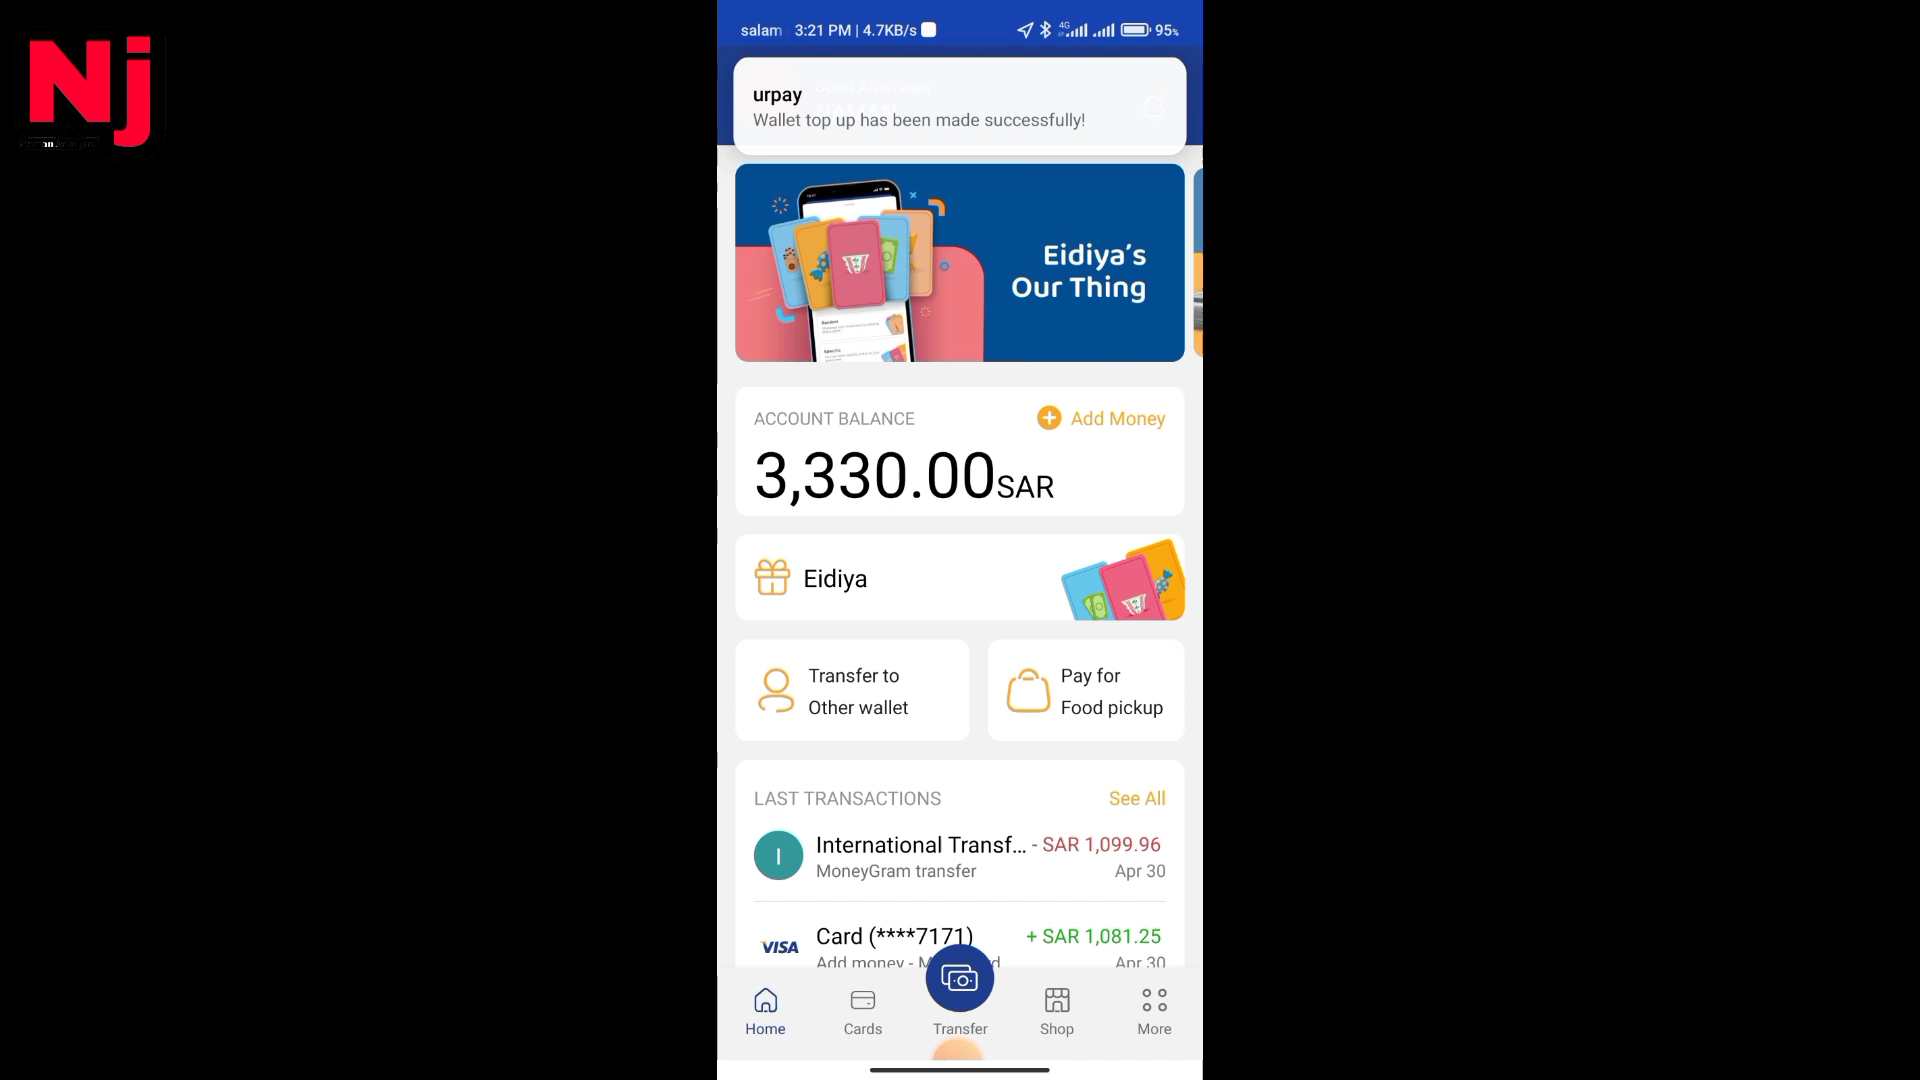 Nj
salam 3:21 PM | 4.7KB/s 4G 95%
urpay
Wallet top up has been made successfully!
Eidiya's
Our Thing
ACCOUNT BALANCE
Add Money
3,330.00SAR
Eidiya
Transfer to
Other wallet
Pay for
Food pickup
LAST TRANSACTIONS
See All
International Transf... - SAR 1,099.96
MoneyGram transfer
Apr 30
VISA
Card (****7171)
+ SAR 1,081.25
Add money - M
Apr 30
Home
Cards
Transfer
Shop
More